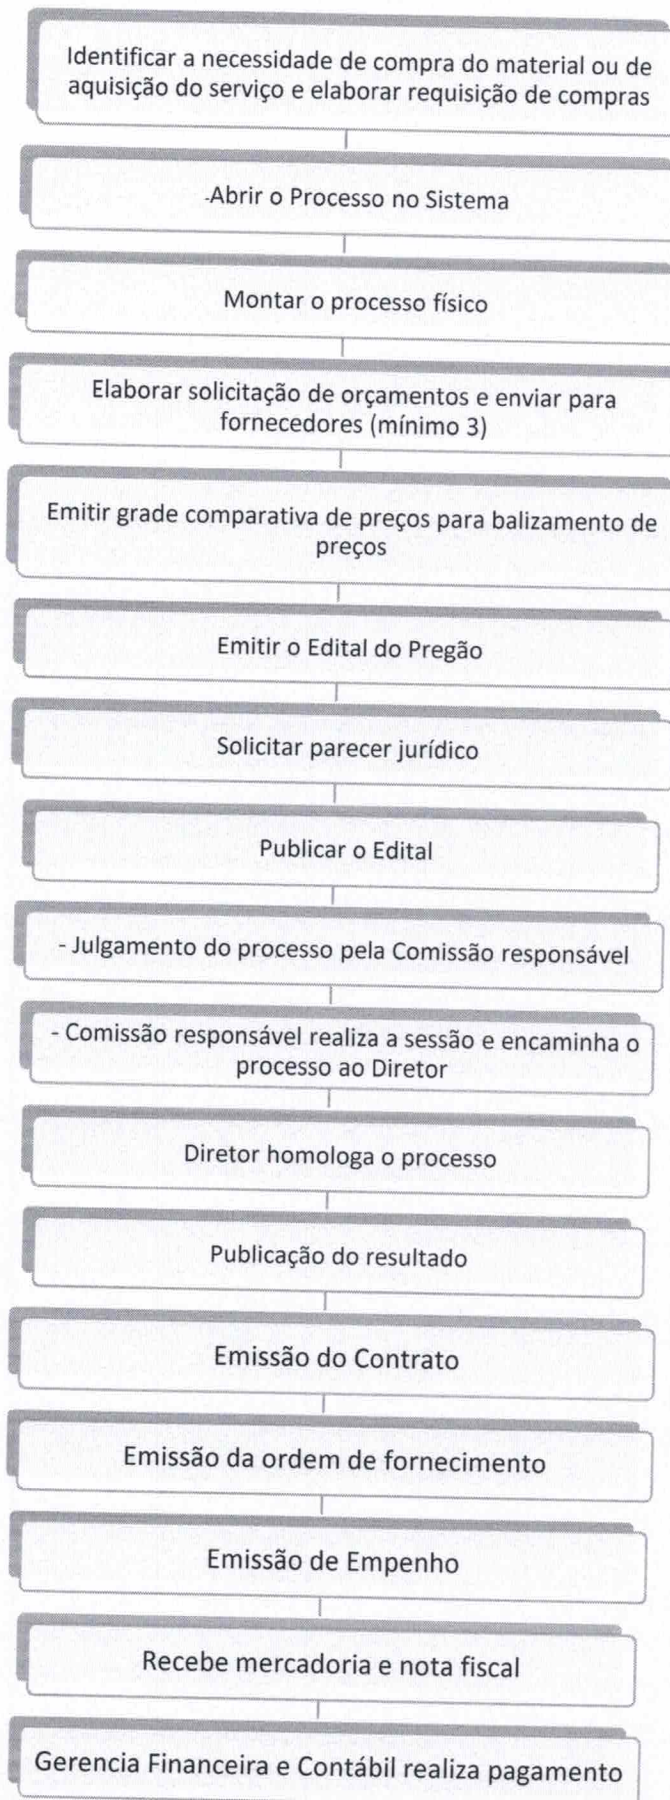 Identificar a necessidade de compra do material ou de
aquisição do serviço e elaborar requisição de compras
-Abrir o Processo no Sistema
Montar o processo físico
Elaborar solicitação de orçamentos e enviar para
fornecedores (mínimo 3)
Emitir grade comparativa de preços para balizamento de
preços
Emitir o Edital do Pregão
Solicitar parecer jurídico
Publicar o Edital
- Julgamento do processo pela Comissão responsável
- Comissão responsável realiza a sessão e encaminha o
processo ao Diretor
Diretor homologa o processo
Publicação do resultado
Emissão do Contrato
Emissão da ordem de fornecimento
Emissão de Empenho
Recebe mercadoria e nota fiscal
Gerencia Financeira e Contábil realiza pagamento